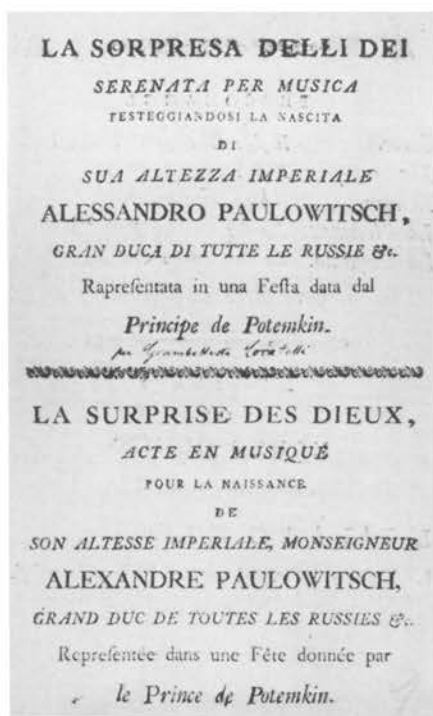 LA SORPRESA DELLI DEI
SERENATA PER MUSICA
FESTEGGIANDOSI LA NASCITA
DI
SUA ALTEZZA IMPERIALE
ALESSANDRO PAULOWITSCH,
GRAN DUCA DI TUTTE LE RUSSIE &c.
Rapreſentata in una Feſta data dal
Principe de Potemkin.
LA SURPRISE DES DIEUX,
ACTE EN MUSIQUE
POUR LA NAISSANCE
DE
SON ALTESSE IMPERIALE, MONSEIGNEUR
ALEXANDRE PAULOWITSCH,
GRAND DUC DE TOUTES LES RUSSIES &c.
Repreſentée dans une Fête donnée par
le Prince de Potemkin.